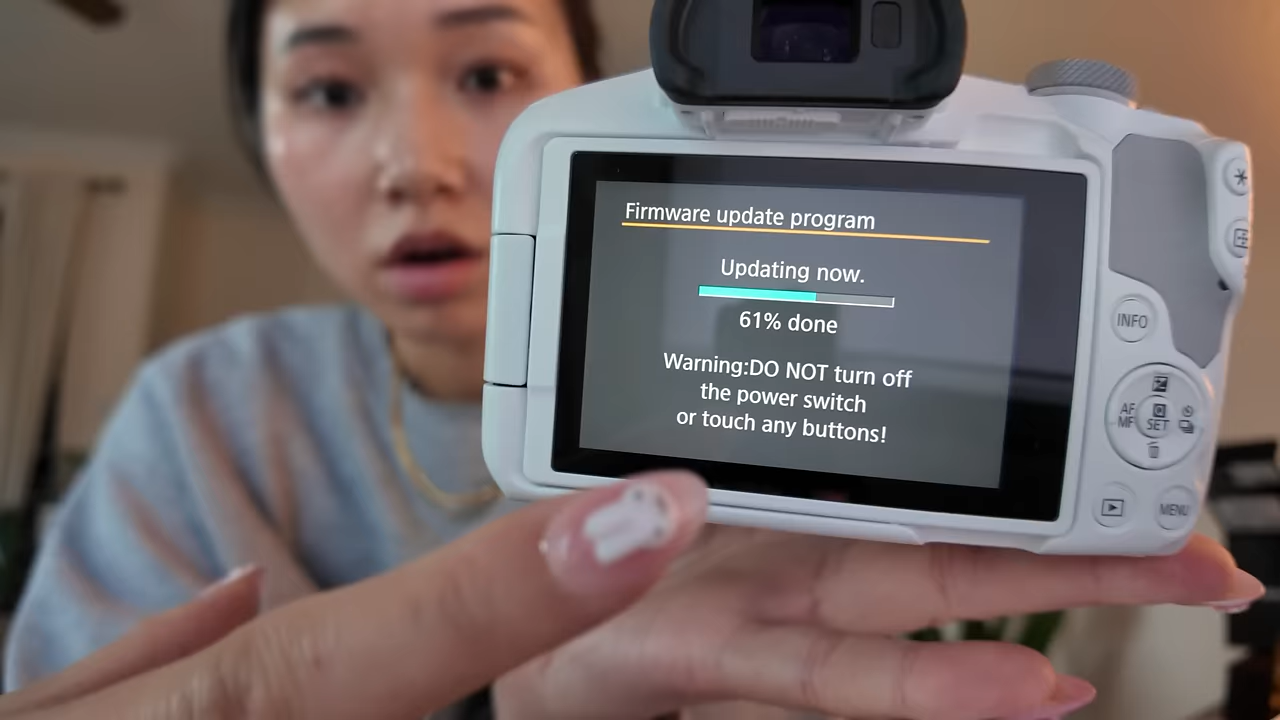 Firmware update program
Updating now.
61% done
Warning:DO NOT turn off
the power switch
or touch any buttons!
INFO
AF
MF
SET
MENU